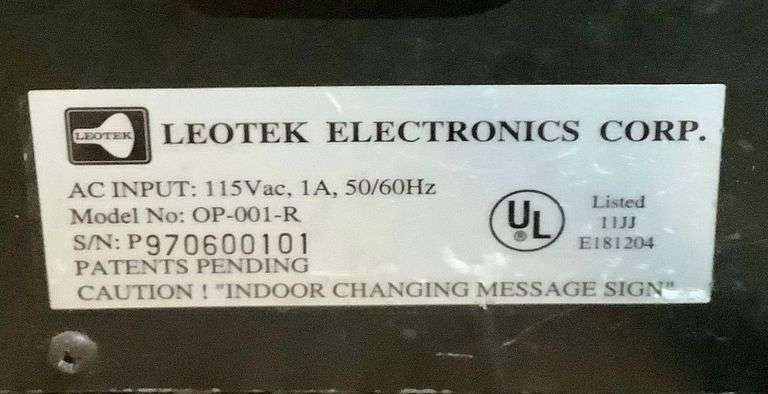 LEOTEK
LEOTEK ELECTRONICS CORP.
AC INPUT: 115Vac, 1A, 50/60Hz
Model No: OP-001-R
S/N: P970600101
PATENTS PENDING
CAUTION ! "INDOOR CHANGING MESSAGE SIGN"
UL
®
Listed
11JJ
E181204